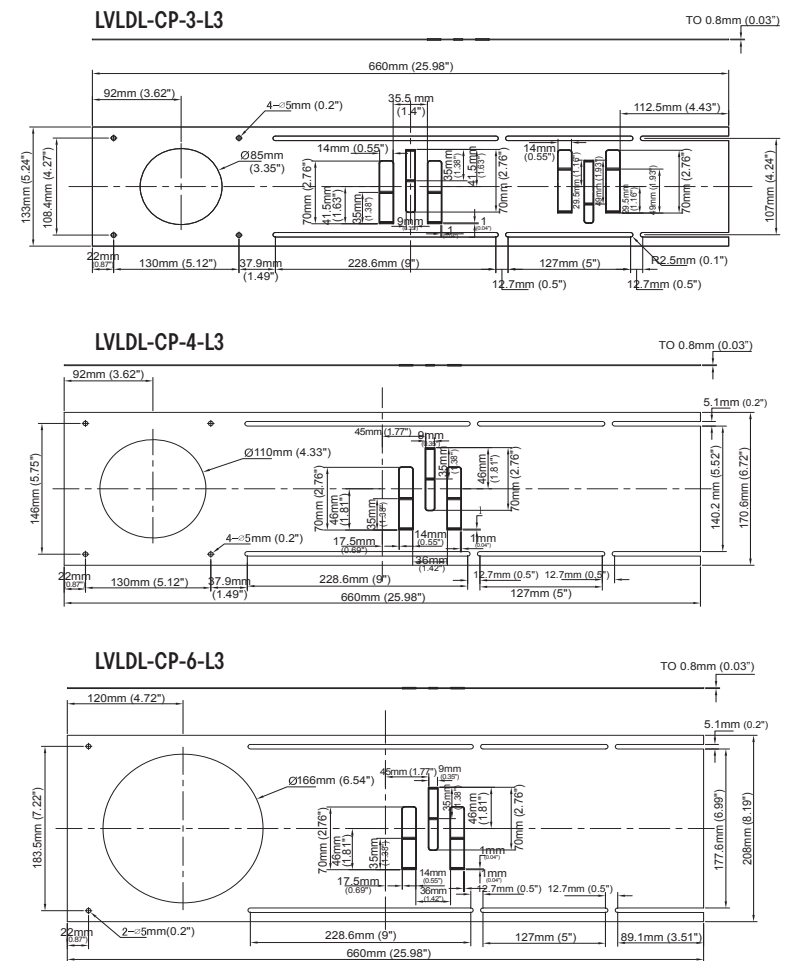 LVLDL-CP-3-L3
TO 0.8mm (0.03")
660mm (25.98")
92mm (3.62")
4-∅5mm (0.2")
35.5 mm
(1.4")
112.5mm (4.43")
Ø85mm
(3.35")
14mm (0.55")
35mm
(1.38")
41.5mm
(1.63")
70mm (2.76")
14mm
(0.55")
29.5mm (1.16")
49mm (1.93")
70mm (2.76")
133mm (5.24")
108.4mm (4.27")
70mm (2.76")
41.5mm
(1.63")
35mm
(1.38")
9mm
1
1
(0.04")
29.5mm
(1.16")
49mm (1.93")
107mm (4.24")
22mm
(0.87")
130mm (5.12")
37.9mm
(1.49")
228.6mm (9")
127mm (5")
R2.5mm (0.1")
12.7mm (0.5")
12.7mm (0.5")
LVLDL-CP-4-L3
TO 0.8mm (0.03")
92mm (3.62")
5.1mm (0.2")
45mm (1.77")
9mm
(0.35")
Ø110mm (4.33")
35mm
(1.38")
46mm
(1.81")
70mm (2.76")
146mm (5.75")
70mm (2.76")
46mm
(1.81")
35mm
(1.38")
140.2 mm (5.52")
170.6mm (6.72")
1
4-∅5mm (0.2")
17.5mm
(0.69")
14mm
(0.55")
1mm
(0.04")
36mm
(1.42")
22mm
0.87")
130mm (5.12")
37.9mm
(1.49")
228.6mm (9")
12.7mm (0.5")
12.7mm (0.5")
127mm (5")
660mm (25.98")
LVLDL-CP-6-L3
TO 0.8mm (0.03")
120mm (4.72")
5.1mm (0.2")
45mm (1.77")
9mm
(0.35")
Ø166mm (6.54")
35mm
(1.38")
46mm
(1.81")
70mm (2.76")
183.5mm (7.22")
70mm (2.76")
46mm
(1.81")
35mm
(1.38")
177.6mm (6.99")
208mm (8.19")
1mm
(0.04")
17.5mm
(0.69")
14mm
(0.55")
1mm
(0.04")
36mm
(1.42")
12.7mm (0.5")
12.7mm (0.5")
22mm
(0.87")
2-∅5mm(0.2")
228.6mm (9")
127mm (5")
89.1mm (3.51")
660mm (25.98")